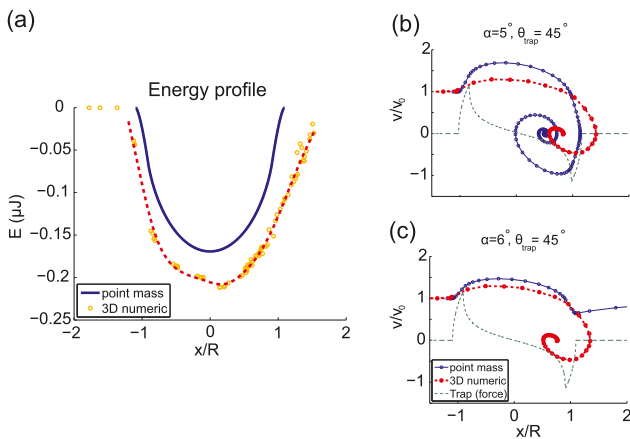 (a)
Energy profile
E (µJ)
0
−0.05
−0.1
−0.15
−0.2
−0.25
−2
−1
0
1
2
x/R
point mass
3D numeric
(b)
α=5°, θtrap= 45°
v/v0
2
1
0
−1
(c)
α=6°, θtrap= 45°
v/v0
2
1
0
−1
−1
0
1
2
x/R
point mass
3D numeric
Trap (force)